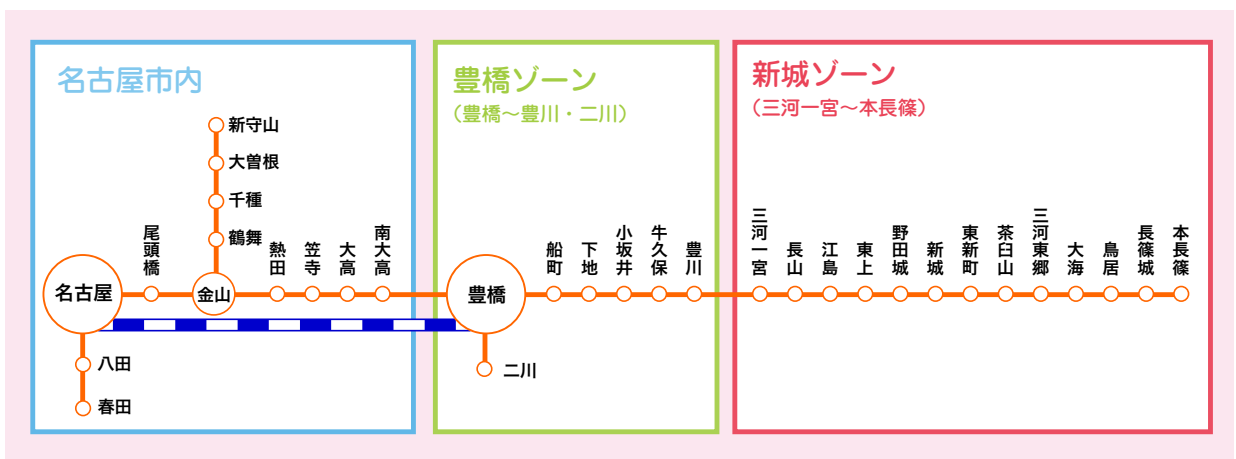 名古屋市内
新守山
大曽根
千種
鶴舞
名古屋
尾頭橋
金山
熱田
笠寺
大高
南大高
八田
春田
豊橋ゾーン
（豊橋～豊川・二川）
豊橋
船町
下地
小坂井
牛久保
豊川
二川
新城ゾーン
（三河一宮～本長篠）
三河一宮
長山
江島
東上
野田城
新城
東新町
茶臼山
三河東郷
大海
鳥居
長篠城
本長篠